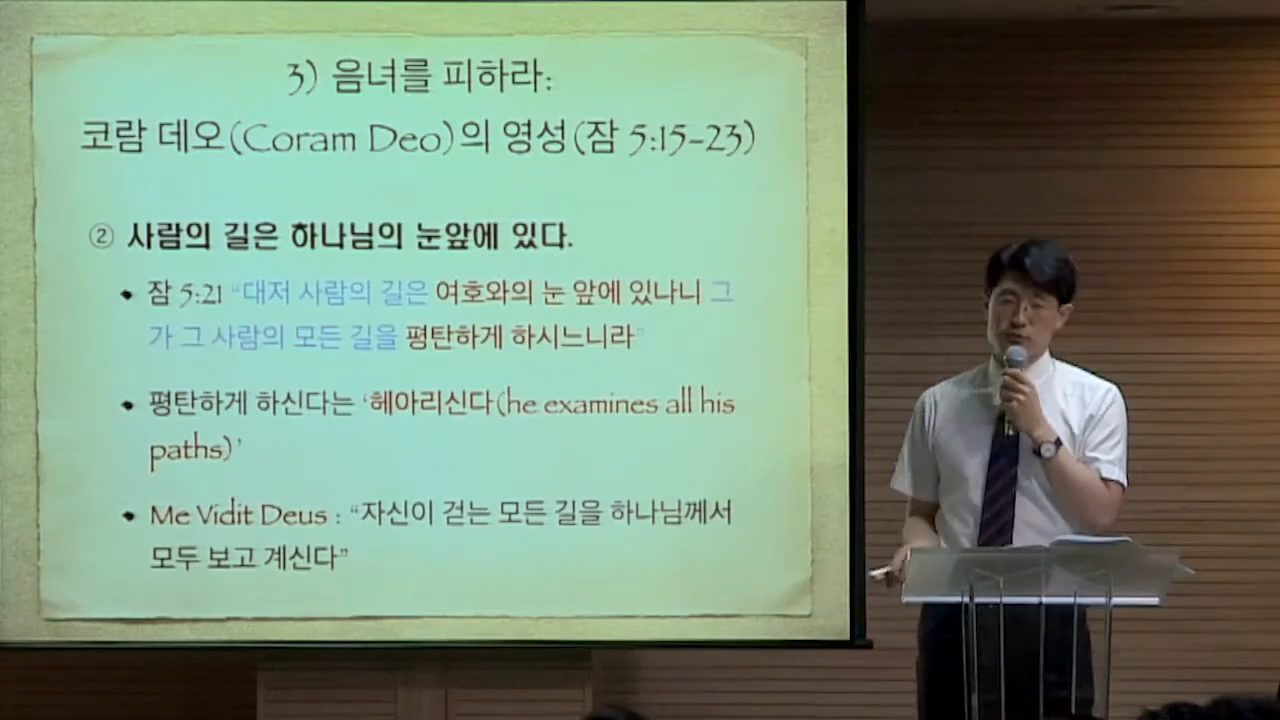 3) 음녀를 피하라:
코람 데오(Coram Deo)의 영성(잠 5:15-23)
② 사람의 길은 하나님의 눈앞에 있다.
• 잠 5:21 “대저 사람의 길은 여호와의 눈 앞에 있나니 그
가 그 사람의 모든 길을 평탄하게 하시느니라”
• 평탄하게 하신다는 ‘헤아리신다(he examines all his
paths)’
• Me Vidit Deus : “자신이 걷는 모든 길을 하나님께서
모두 보고 계신다”